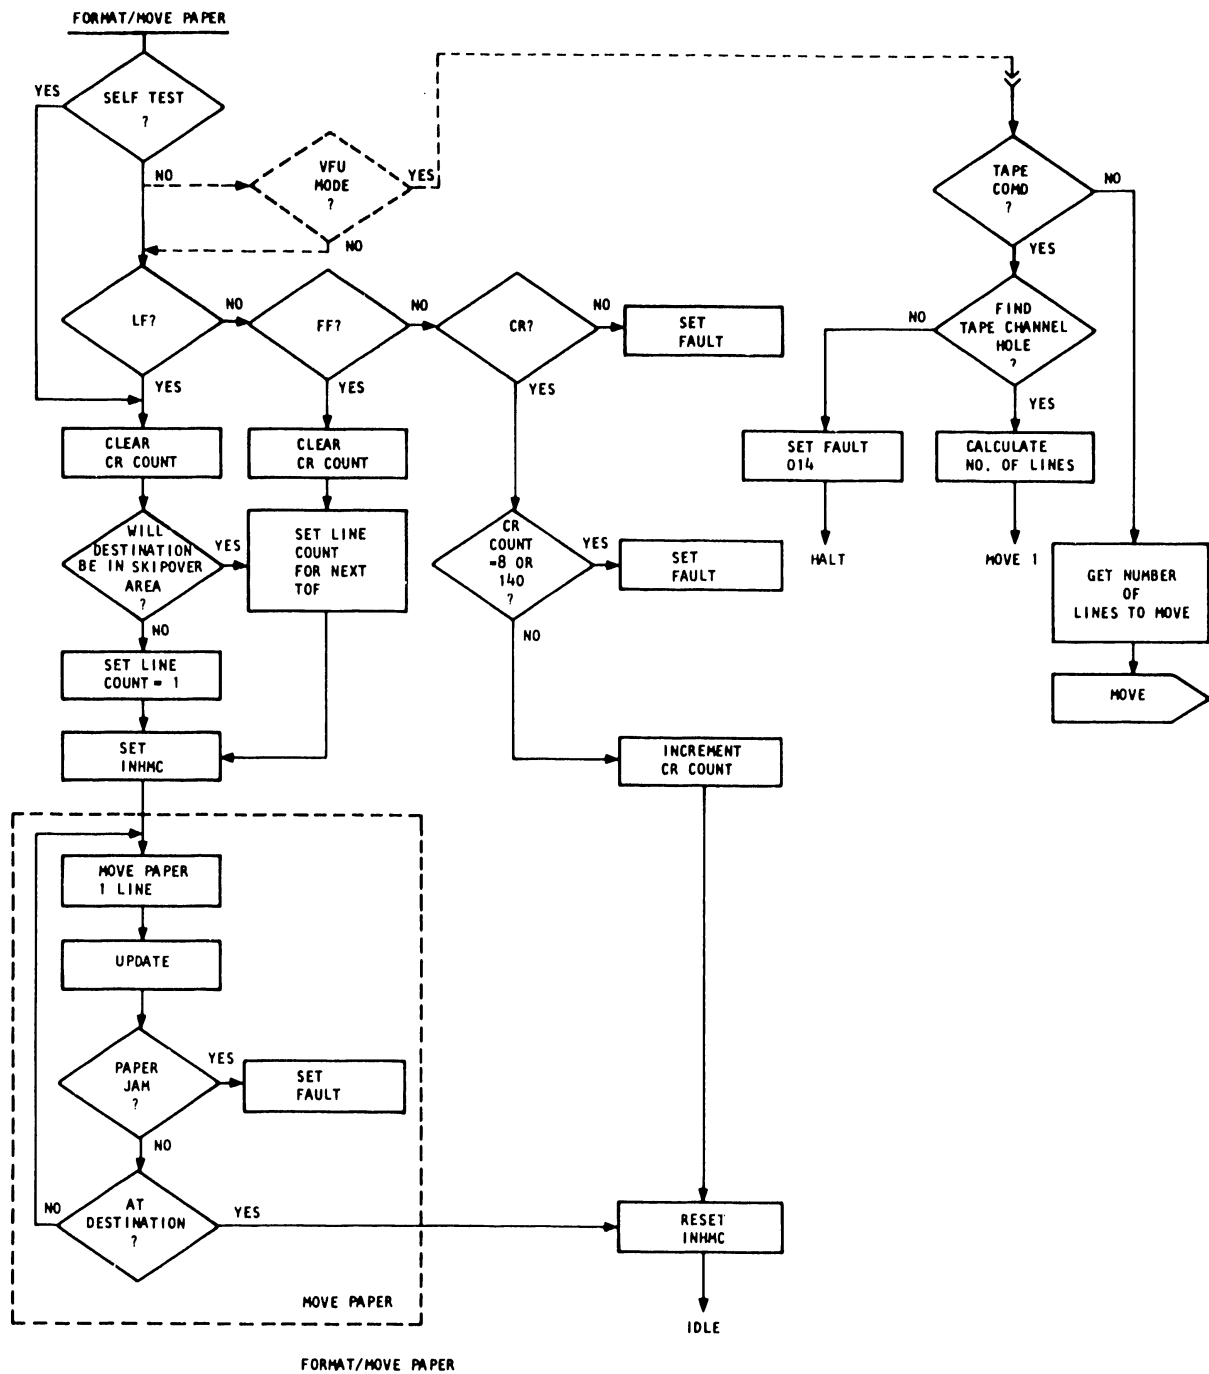 FORMAT/MOVE PAPER
YES
SELF TEST
?
NO
VFU
MODE
?
YES
NO
TAPE
COMD
?
NO
YES
LF?
NO
FF?
NO
CR?
NO
SET
FAULT
NO
FIND
TAPE CHANNEL
HOLE
?
YES
YES
YES
YES
CLEAR
CR COUNT
CLEAR
CR COUNT
SET FAULT
014
CALCULATE
NO. OF LINES
WILL
DESTINATION
BE IN SKIPOVER
AREA
?
YES
SET LINE
COUNT
FOR NEXT
TOF
CR
COUNT
=8 OR
140
?
YES
SET
FAULT
HALT
MOVE 1
GET NUMBER
OF
LINES TO MOVE
NO
NO
SET LINE
COUNT = 1
MOVE
SET
INHMC
INCREMENT
CR COUNT
MOVE PAPER
1 LINE
UPDATE
PAPER
JAM
?
YES
SET
FAULT
NO
NO
AT
DESTINATION
?
YES
RESET
INHMC
MOVE PAPER
IDLE
FORMAT/MOVE PAPER